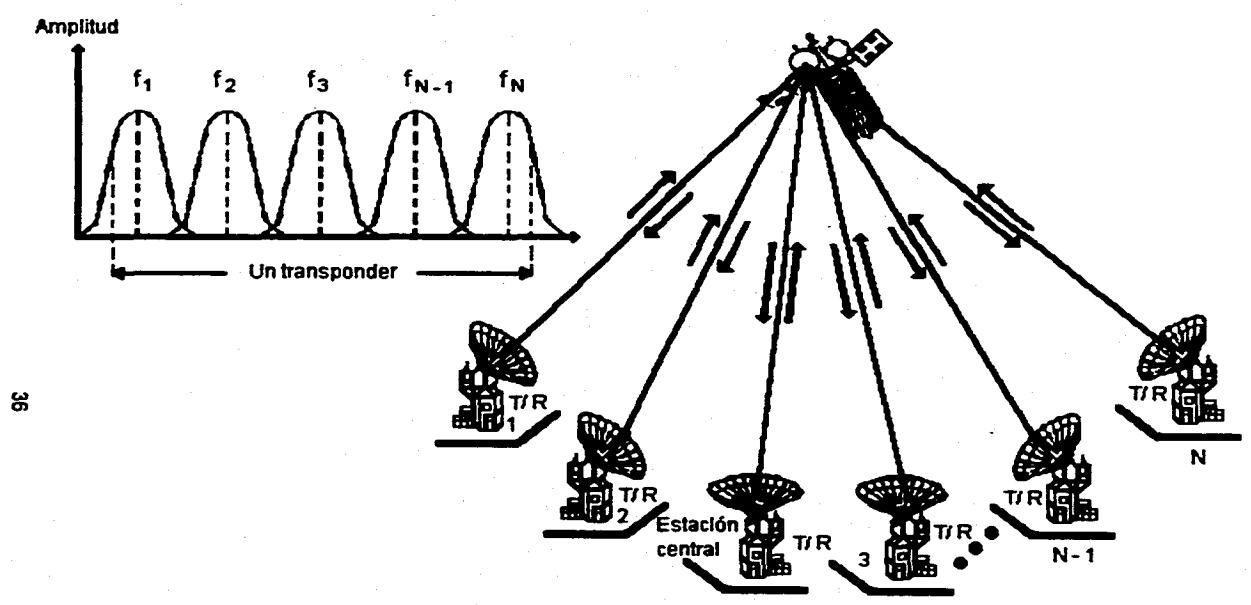 Amplitud
f1 f2 f3 fN-1 fN
Un transponder
36
T/R
1
T/R
2
Estación
central
T/R
T/R
3
T/R
N-1
T/R
N